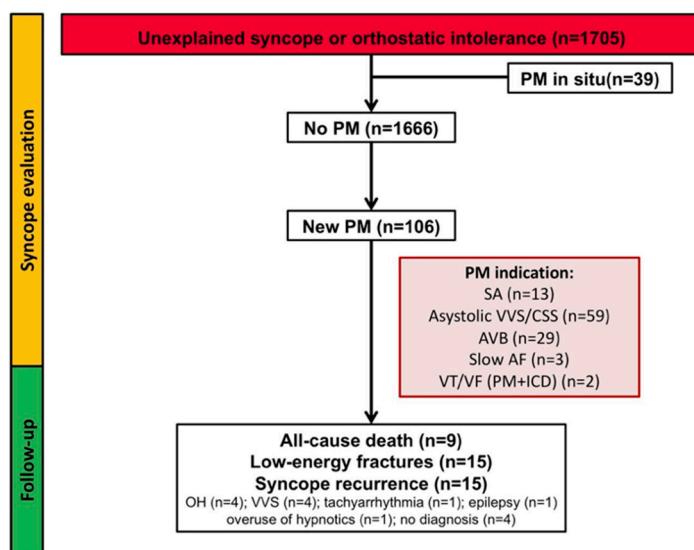 Unexplained syncope or orthostatic intolerance (n=1705)
PM in situ(n=39)
No PM (n=1666)
New PM (n=106)
PM indication:
SA (n=13)
Asystolic VVS/CSS (n=59)
AVB (n=29)
Slow AF (n=3)
VT/VF (PM+ICD) (n=2)
Syncope evaluation
All-cause death (n=9)
Low-energy fractures (n=15)
Syncope recurrence (n=15)
OH (n=4); VVS (n=4); tachyarrhythmia (n=1); epilepsy (n=1)
overuse of hypnotics (n=1); no diagnosis (n=4)
Follow-up